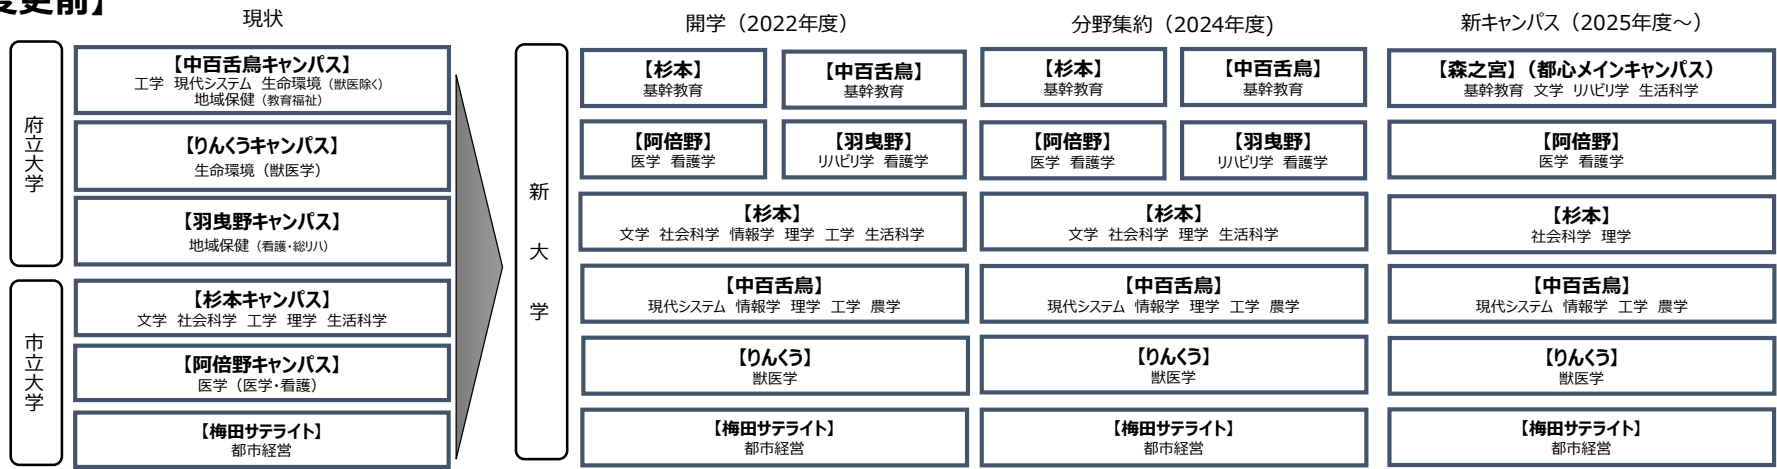 更前】
現状
府立大学
【中百舌鳥キャンパス】
工学 現代システム 生命環境（獣医除く）
地域保健（教育福祉）
【りんくうキャンパス】
生命環境（獣医学）
【羽曳野キャンパス】
地域保健（看護・総リハ）
市立大学
【杉本キャンパス】
文学 社会科学 工学 理学 生活科学
【阿倍野キャンパス】
医学（医学・看護）
【梅田サテライト】
都市経営
新大学
開学（2022年度）
【杉本】
基幹教育
【中百舌鳥】
基幹教育
【阿倍野】
医学 看護学
【羽曳野】
リハビリ学 看護学
【杉本】
文学 社会科学 情報学 理学 工学 生活科学
【中百舌鳥】
現代システム 情報学 理学 工学 農学
【りんくう】
獣医学
【梅田サテライト】
都市経営
分野集約（2024年度)
【杉本】
基幹教育
【中百舌鳥】
基幹教育
【阿倍野】
医学 看護学
【羽曳野】
リハビリ学 看護学
【杉本】
文学 社会科学 理学 生活科学
【中百舌鳥】
現代システム 情報学 理学 工学 農学
【りんくう】
獣医学
【梅田サテライト】
都市経営
新キャンパス（2025年度～）
【森之宮】（都心メインキャンパス）
基幹教育 文学 リハビリ学 生活科学
【阿倍野】
医学 看護学
【杉本】
社会科学 理学
【中百舌鳥】
現代システム 情報学 理学 工学 農学
【りんくう】
獣医学
【梅田サテライト】
都市経営